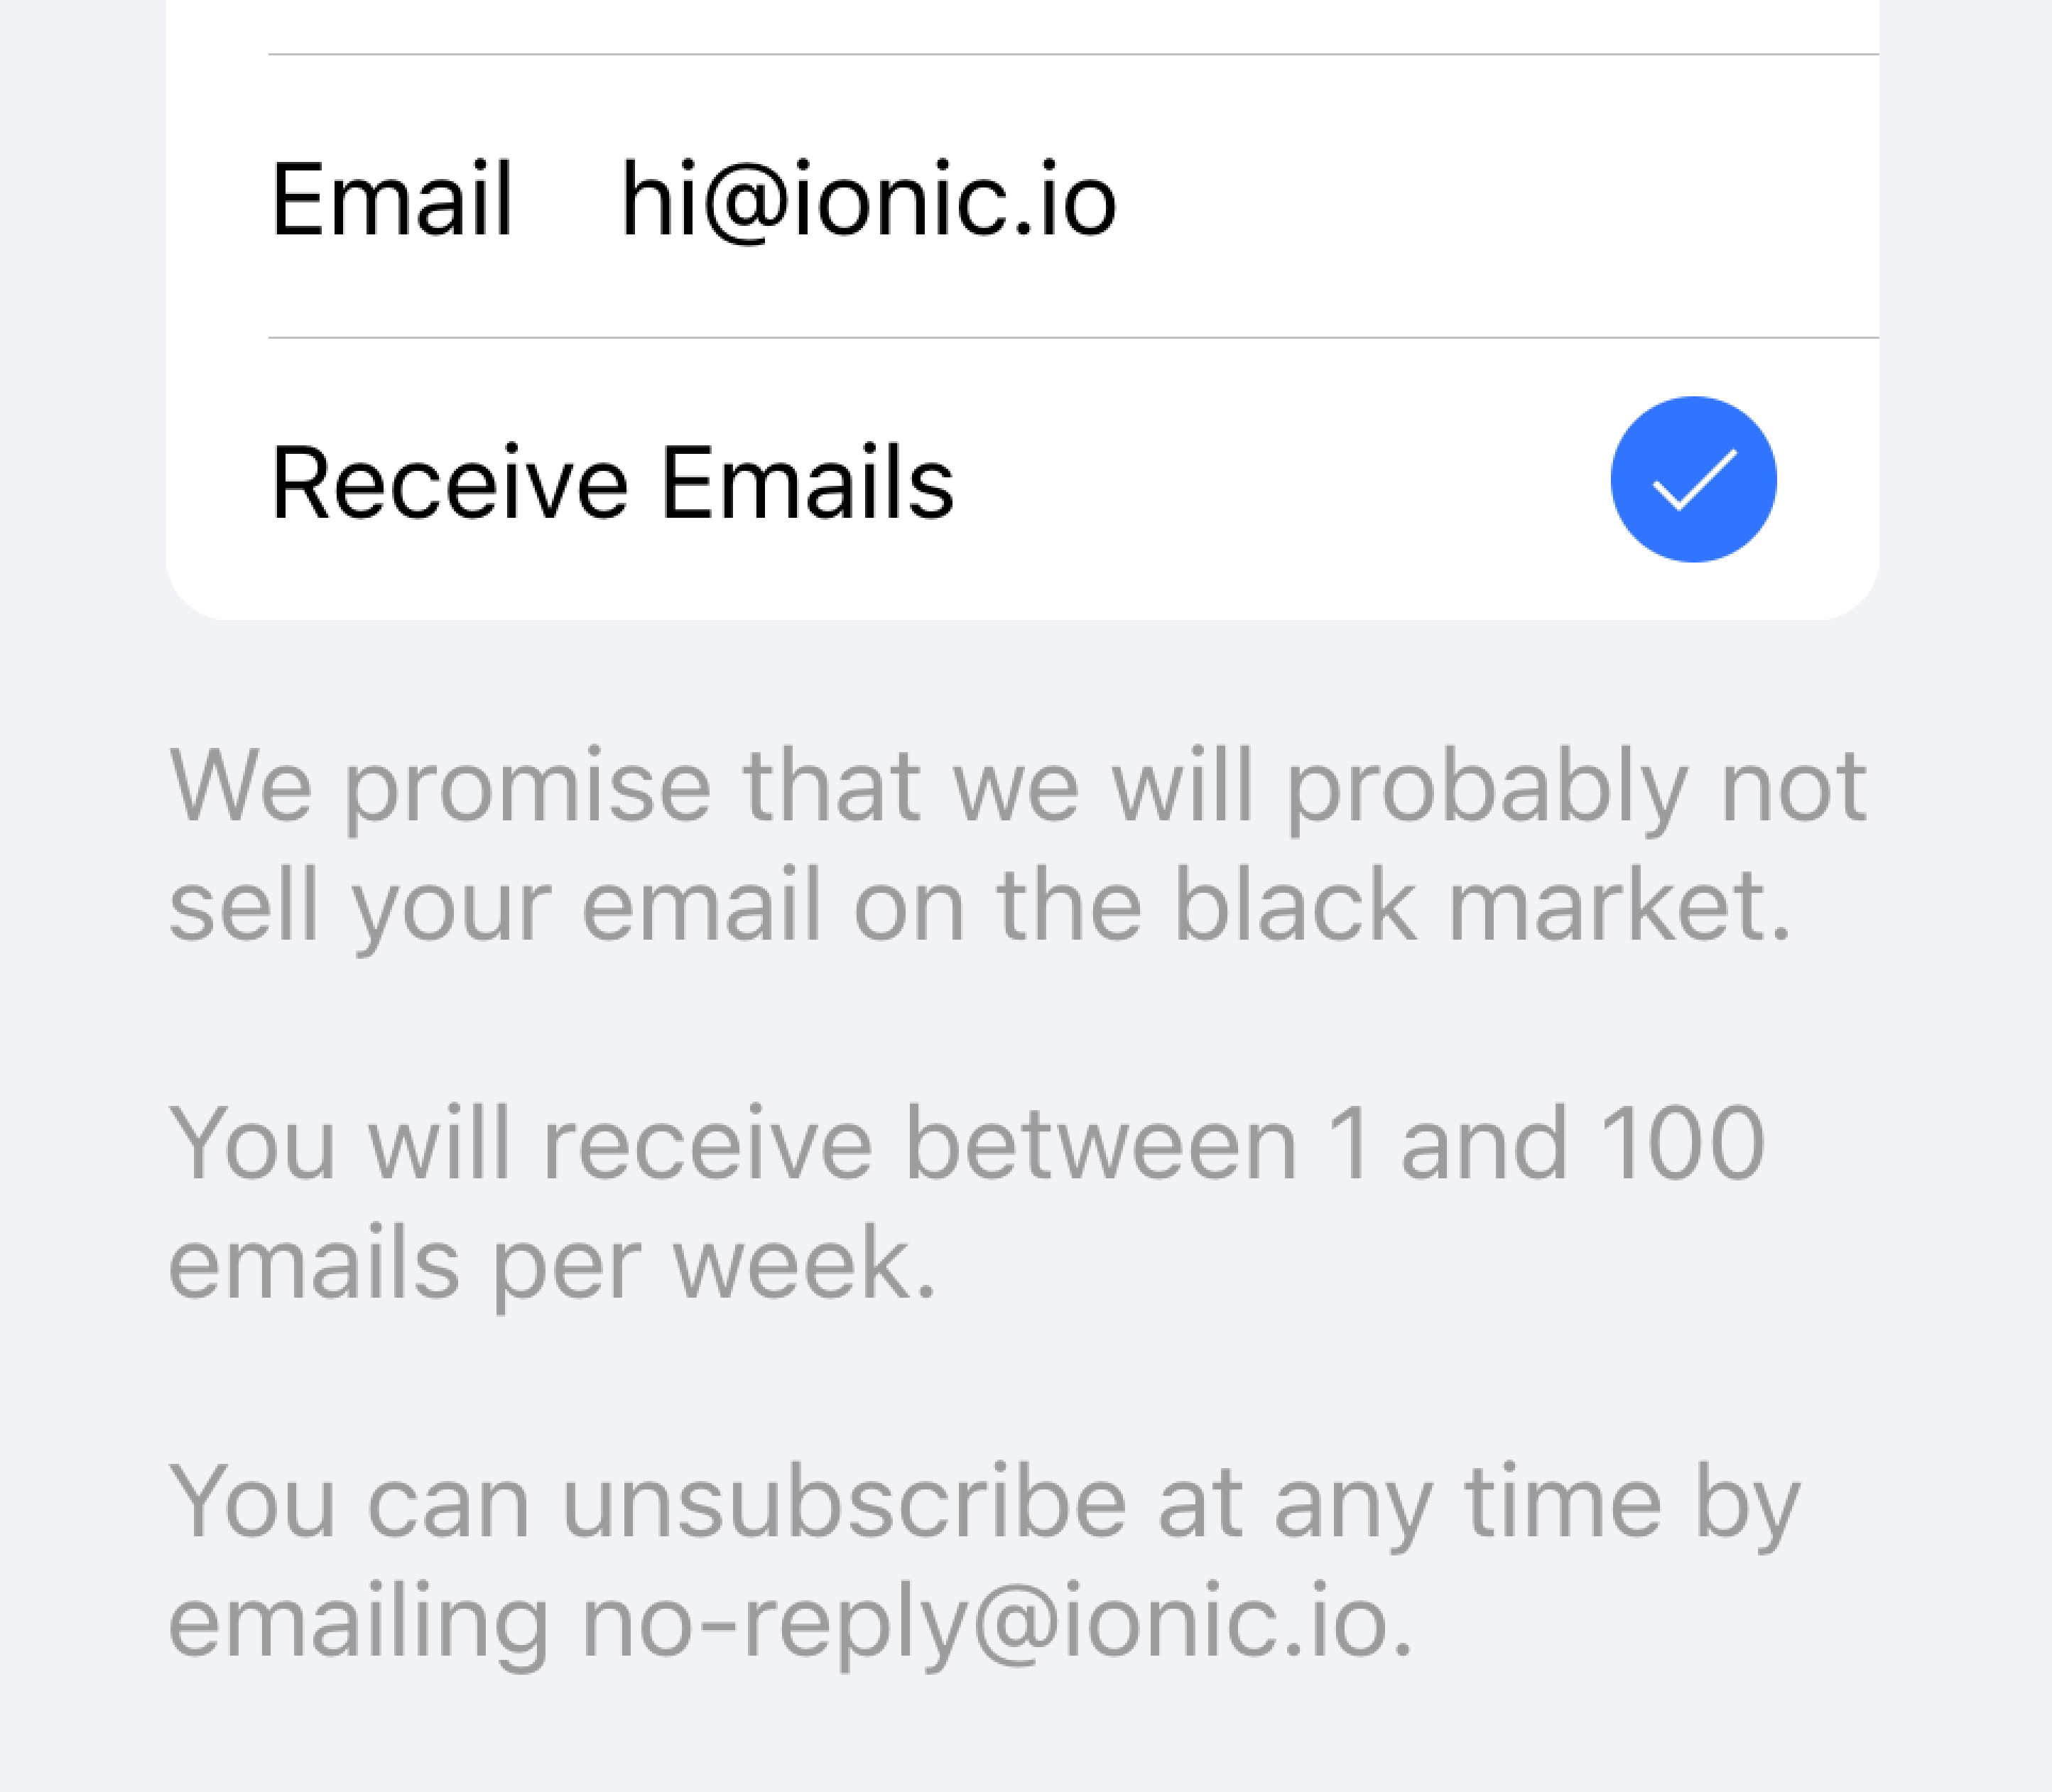 Email hi@ionic.io
Receive Emails
We promise that we will probably not
sell your email on the black market.
You will receive between 1 and 100
emails per week.
You can unsubscribe at any time by
emailing no-reply@ionic.io.